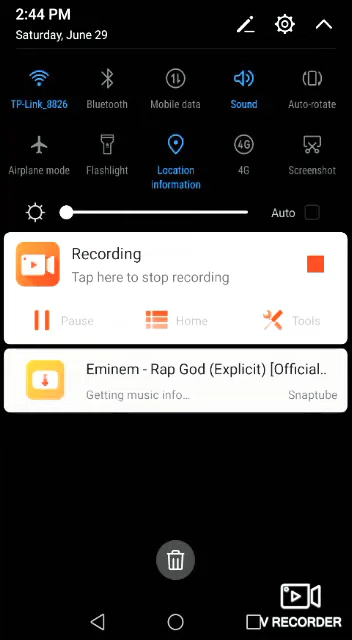 2:44 PM
Saturday, June 29
TP-Link_8826
Bluetooth
Mobile data
Sound
Auto-rotate
Airplane mode
Flashlight
Location
information
4G
4G
Screenshot
Auto
Recording
Tap here to stop recording
Pause
Home
Tools
Eminem - Rap God (Explicit) [Official..
Getting music info...
Snaptube
V RECORDER